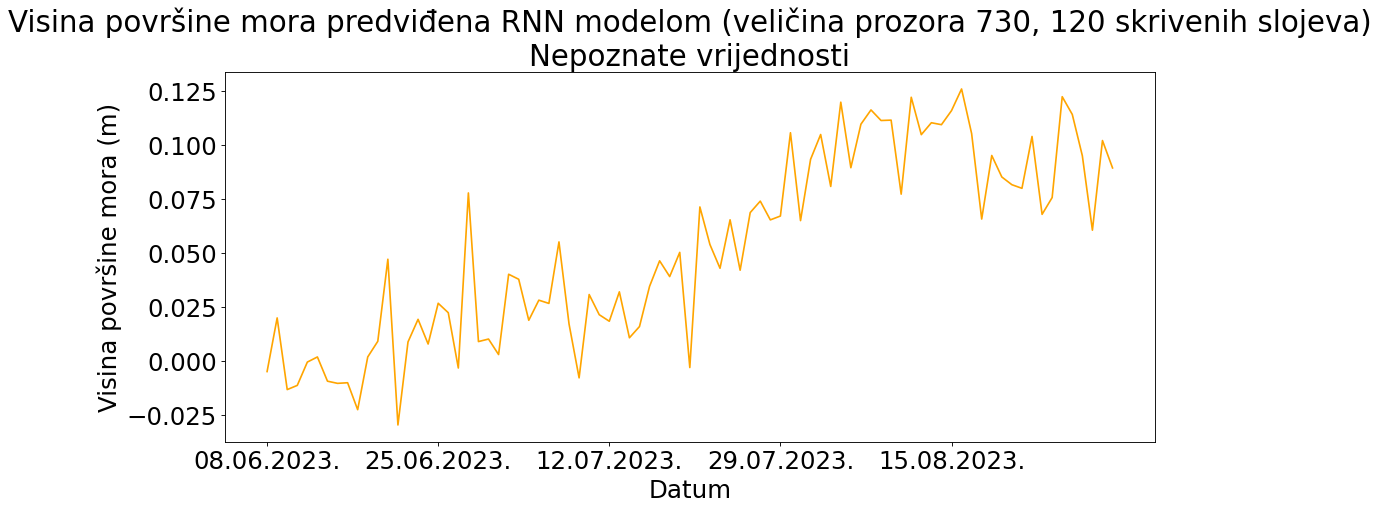 Visina površine mora predviđena RNN modelom (veličina prozora 730, 120 skrivenih slojeva)
Nepoznate vrijednosti
Visina površine mora (m)
0.125
0.100
0.075
0.050
0.025
0.000
−0.025
08.06.2023. 25.06.2023. 12.07.2023. 29.07.2023. 15.08.2023.
Datum